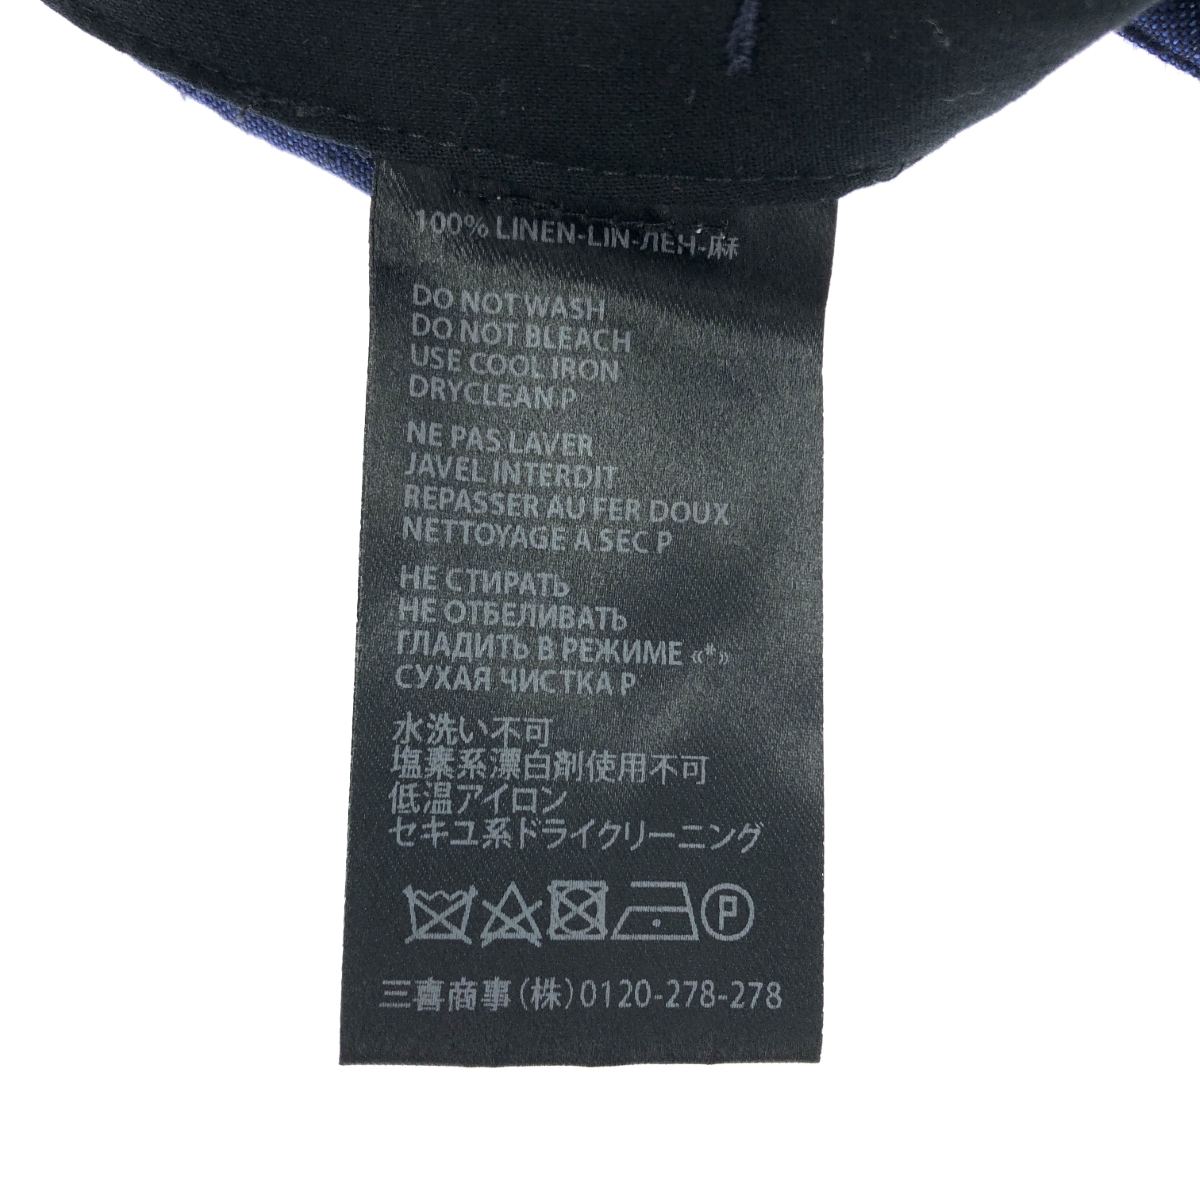 100% LINEN-LIN-ЛЕН-麻
DO NOT WASH
DO NOT BLEACH
USE COOL IRON
DRYCLEAN P
NE PAS LAVER
JAVEL INTERDIT
REPASSER AU FER DOUX
NETTOYAGE A SEC P
НЕ СТИРАТЬ
НЕ ОТБЕЛИВАТЬ
ГЛАДИТЬ В РЕЖИМЕ «*»
СУХАЯ ЧИСТКА P
水洗い不可
塩素系漂白剤使用不可
低温アイロン
セキユ系ドライクリーニング
P
三喜商事(株)0120-278-278